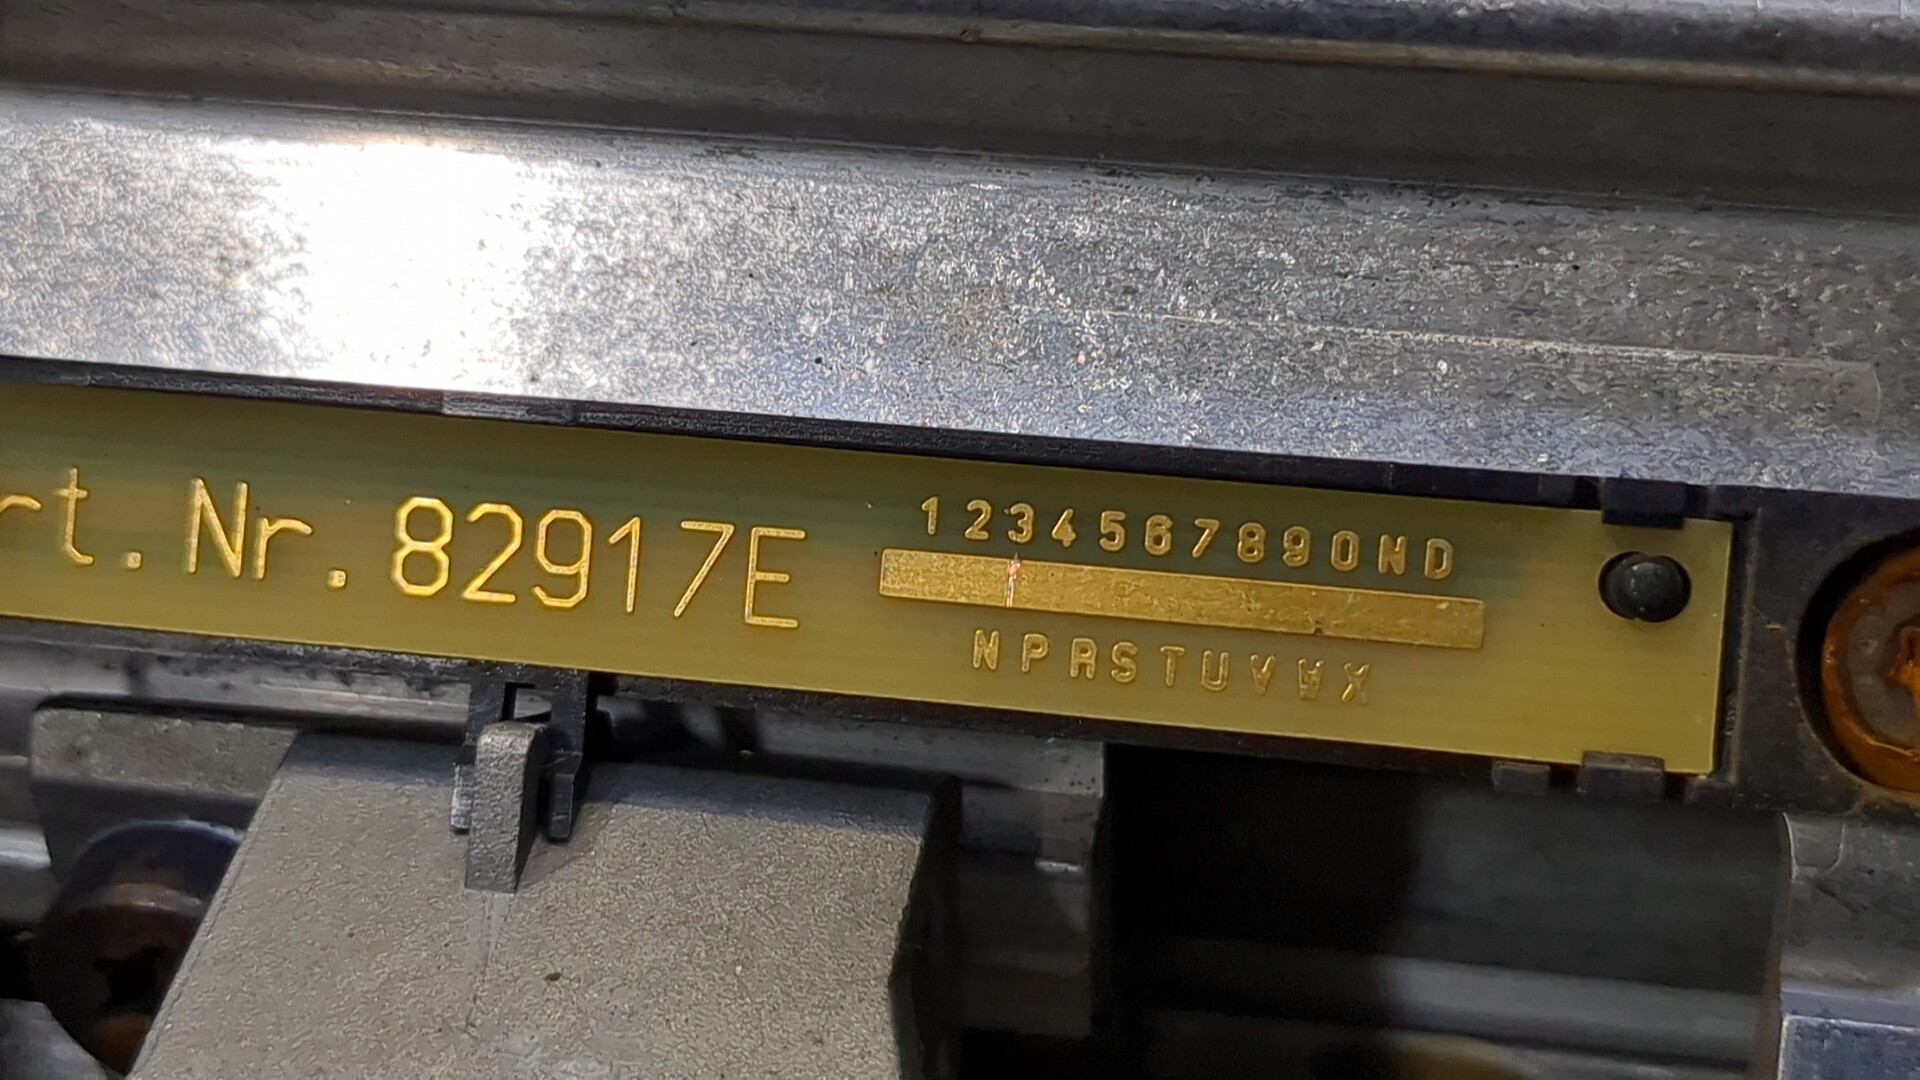 rt. Nr. 82917E
1234567890ND
NPRSTUVWX